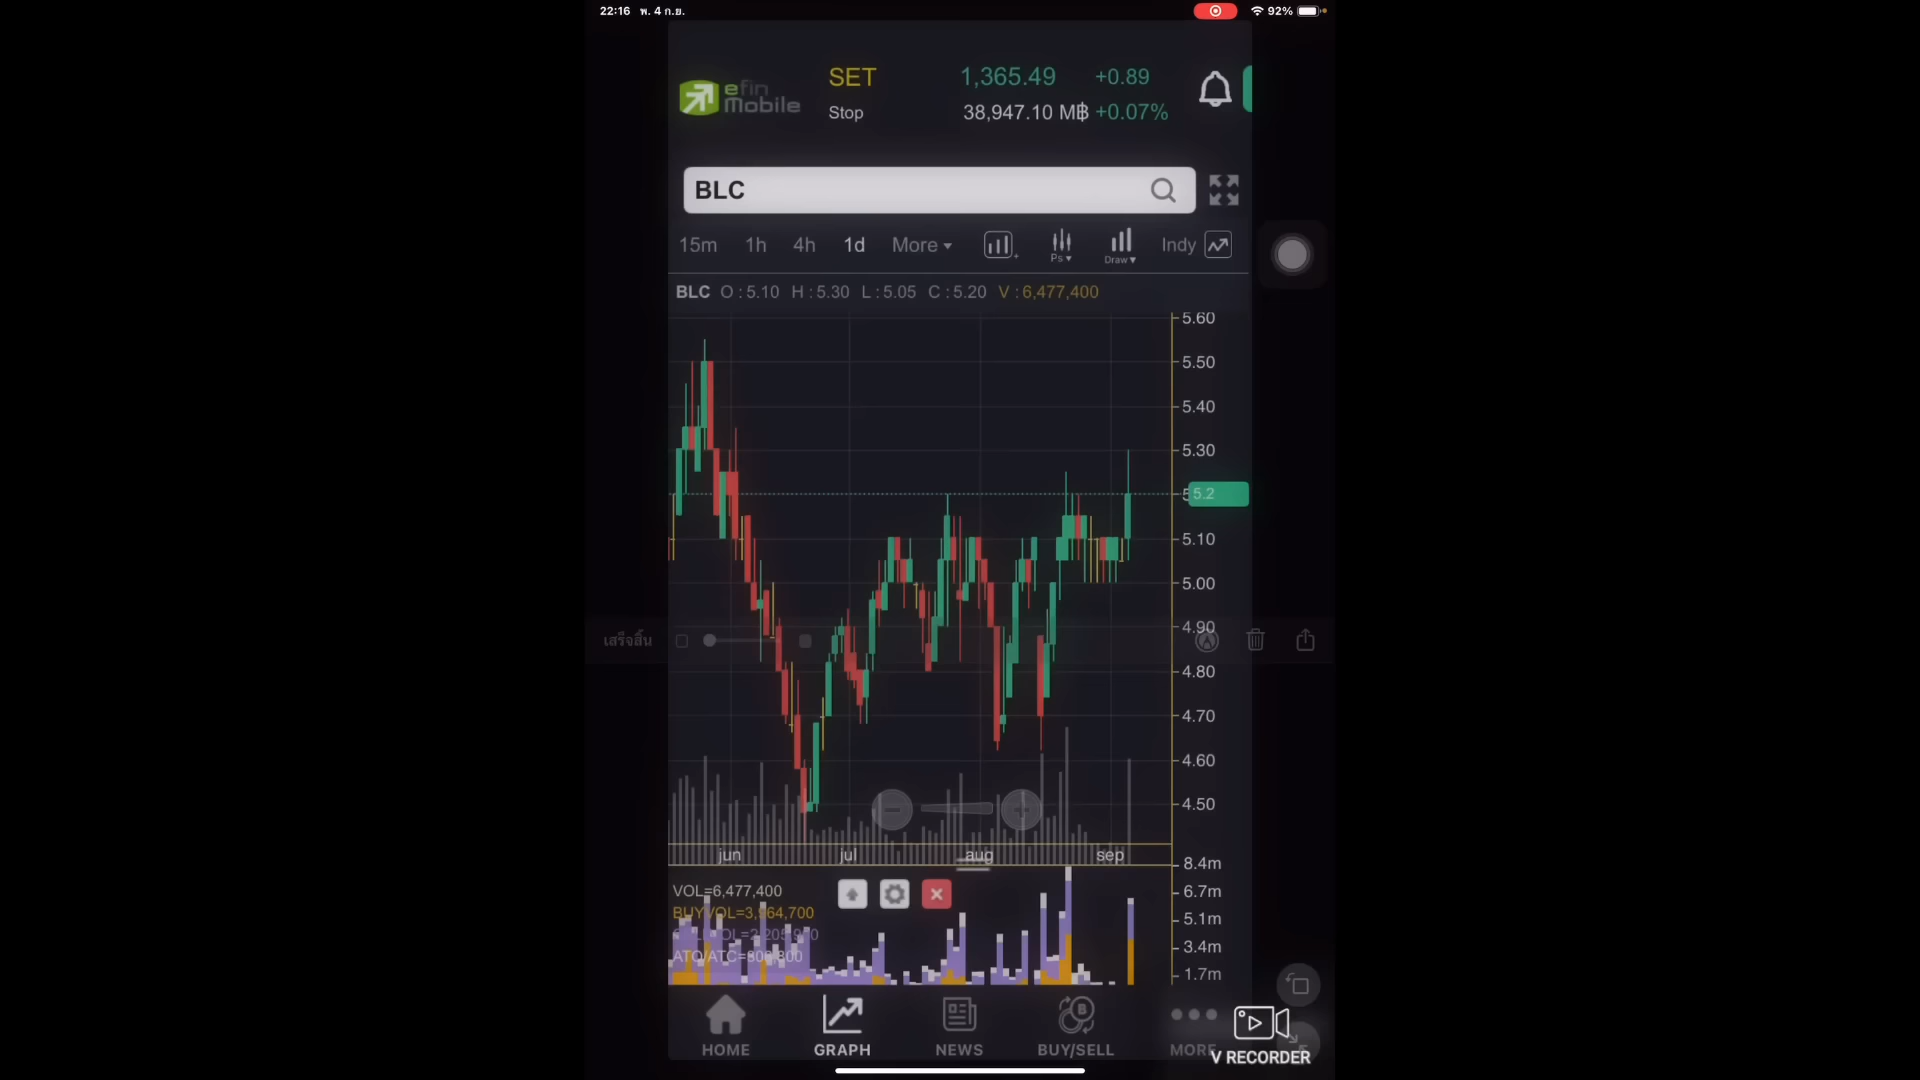 22:16 พ. 4 ก.ย. 92%
efin Mobile
SET 1,365.49 +0.89
Stop 38,947.10 M฿ +0.07%
BLC
15m 1h 4h 1d More Ps Draw Indy
BLC O : 5.10 H : 5.30 L : 5.05 C : 5.20 V : 6,477,400
5.60
5.50
5.40
5.30
5.2
5.10
5.00
4.90
เสร็จสิ้น
4.80
4.70
4.60
4.50
jun jul aug sep
8.4m
VOL=6,477,400
6.7m
BUYVOL=3,964,700
5.1m
3.4m
1.7m
HOME GRAPH NEWS BUY/SELL MORE
V RECORDER